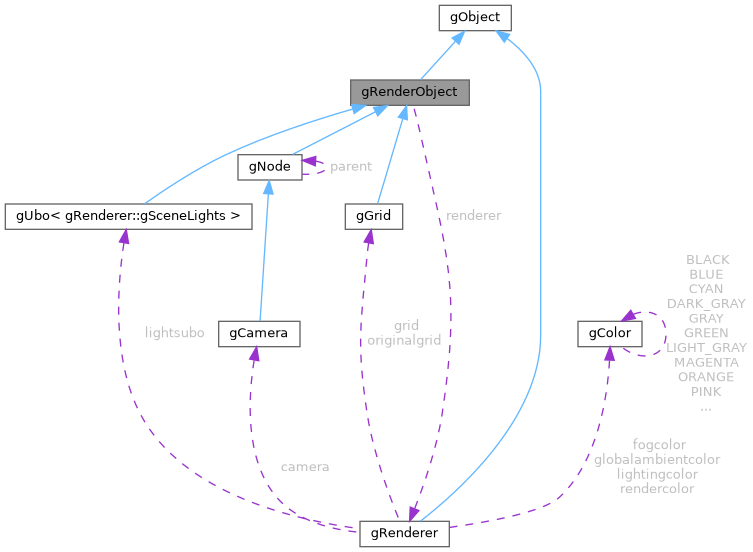 gObject
gRenderObject
gNode
parent
gUbo< gRenderer::gSceneLights >
gGrid
renderer
BLACK
BLUE
CYAN
DARK_GRAY
GRAY
GREEN
LIGHT_GRAY
MAGENTA
ORANGE
PINK
...
lightsubo
gCamera
grid
originalgrid
gColor
camera
fogcolor
globalambientcolor
lightingcolor
rendercolor
gRenderer